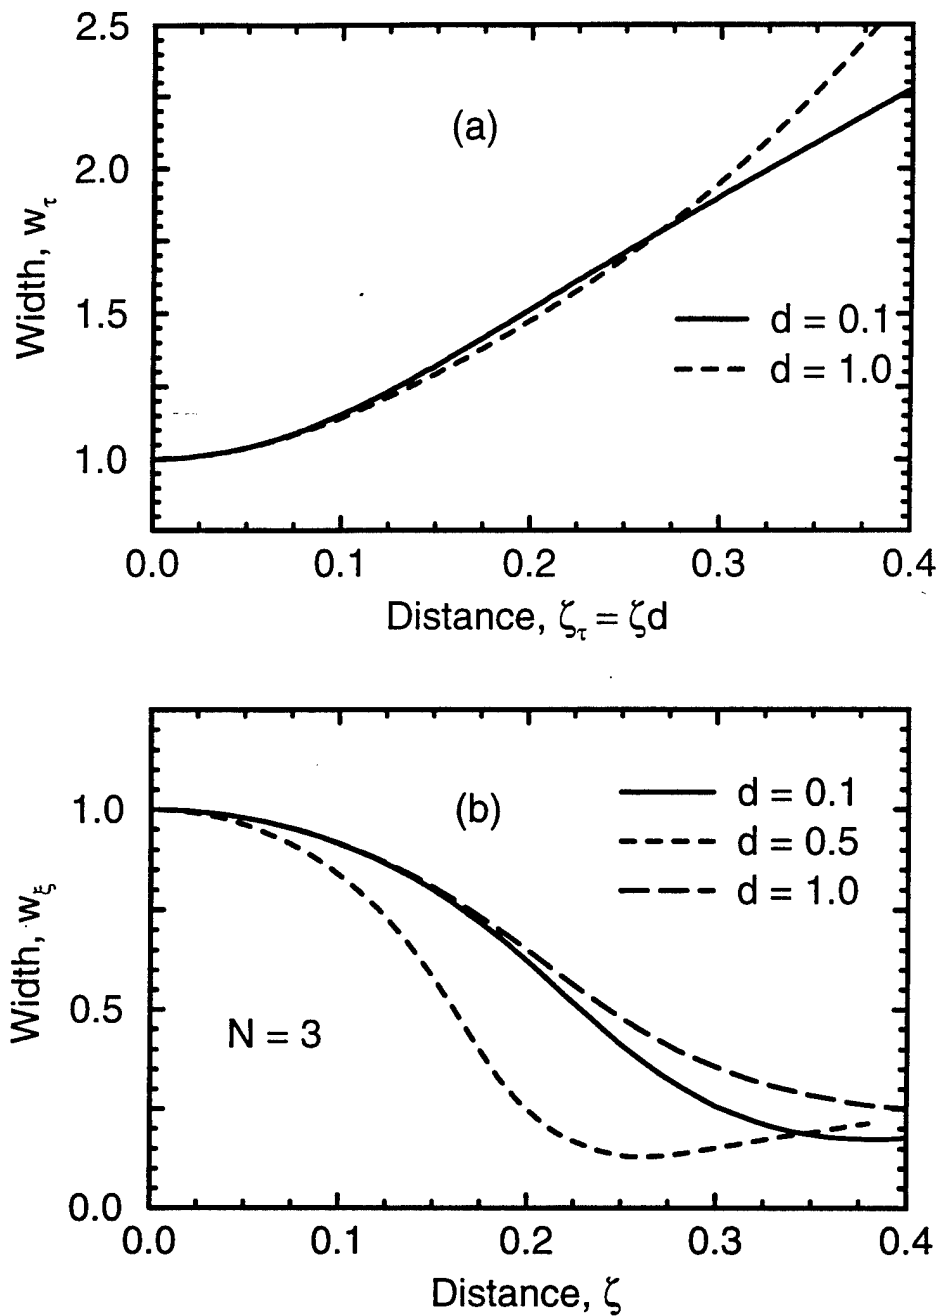 2.5
(a)
2.0
Width, w_τ
1.5
d = 0.1
d = 1.0
1.0
0.0 0.1 0.2 0.3 0.4
Distance, ζ_τ = ζd
(b)
d = 0.1
d = 0.5
d = 1.0
1.0
Width, w_ξ
0.5
N = 3
0.0
0.0 0.1 0.2 0.3 0.4
Distance, ζ